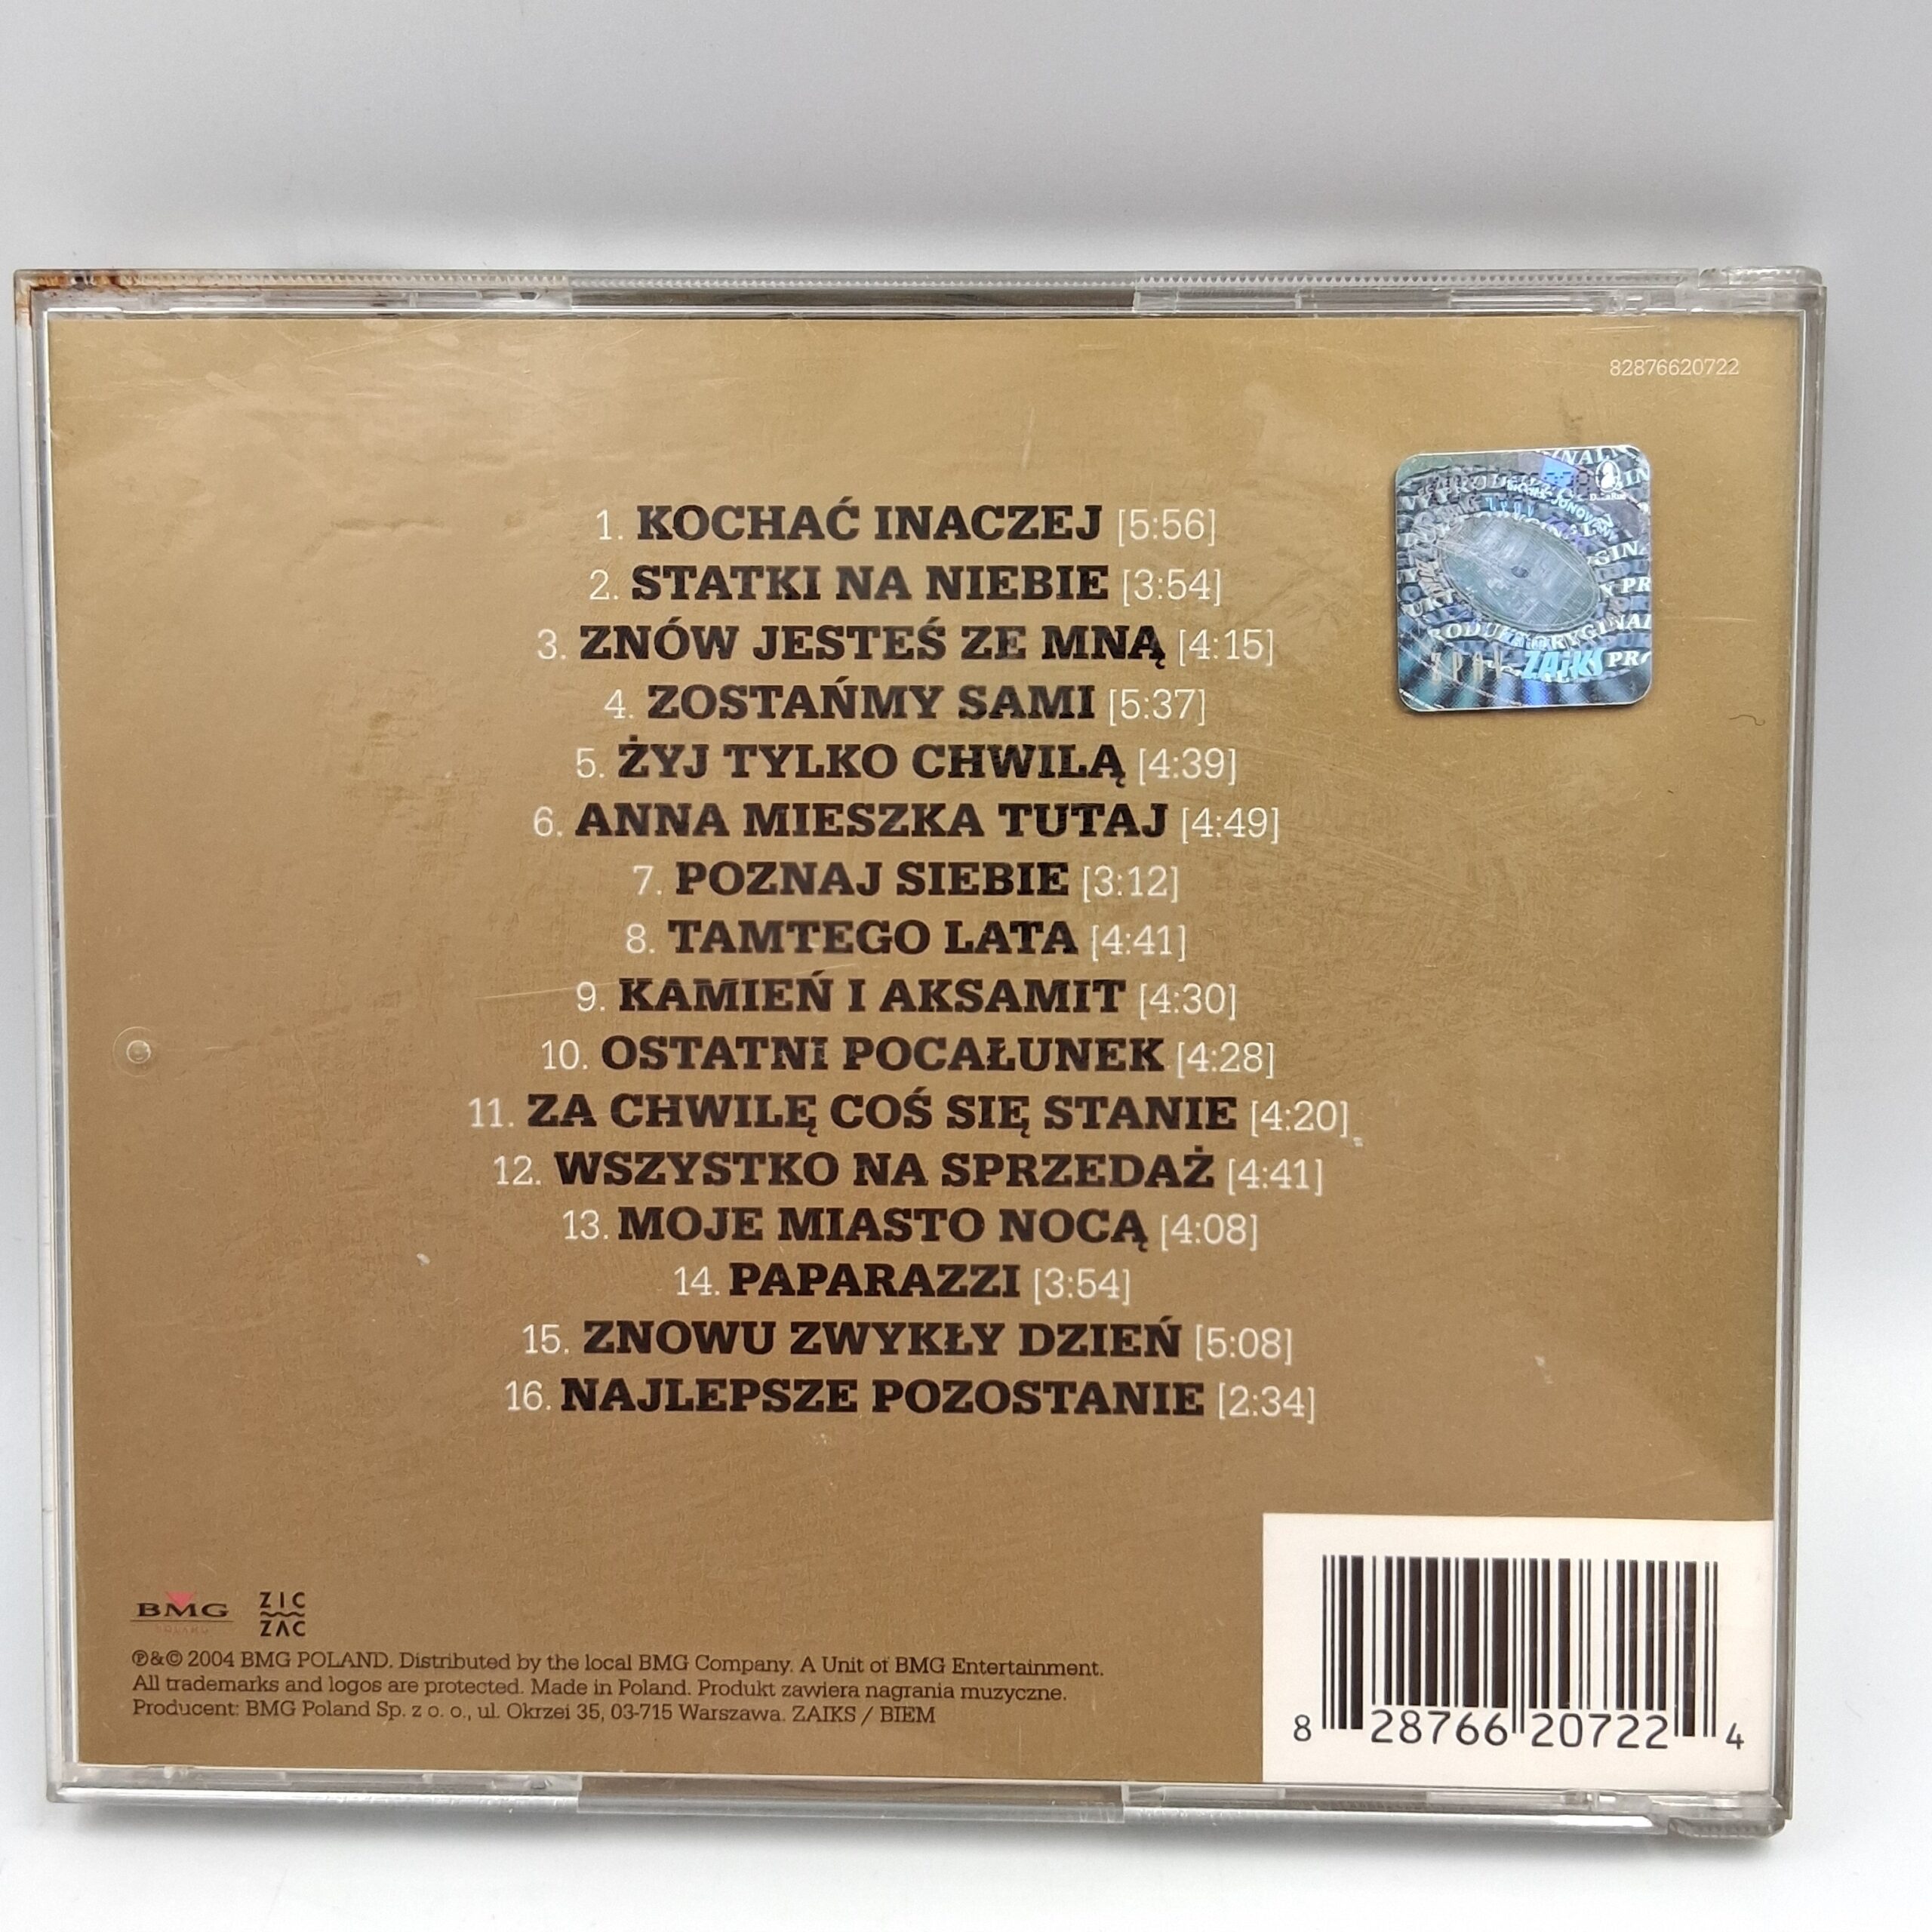 82876620722
1. KOCHAĆ INACZEJ [5:56]
2. STATKI NA NIEBIE [3:54]
3. ZNÓW JESTEŚ ZE MNĄ [4:15]
4. ZOSTAŃMY SAMI [5:37]
5. ŻYJ TYLKO CHWILĄ [4:39]
6. ANNA MIESZKA TUTAJ [4:49]
7. POZNAJ SIEBIE [3:12]
8. TAMTEGO LATA [4:41]
9. KAMIEŃ I AKSAMIT [4:30]
10. OSTATNI POCAŁUNEK [4:28]
11. ZA CHWILĘ COŚ SIĘ STANIE [4:20]
12. WSZYSTKO NA SPRZEDAŻ [4:41]
13. MOJE MIASTO NOCĄ [4:08]
14. PAPARAZZI [3:54]
15. ZNOWU ZWYKŁY DZIEŃ [5:08]
16. NAJLEPSZE POZOSTANIE [2:34]
ZAiKS
BMG
POLAND
ZIC
ZAC
℗&© 2004 BMG POLAND. Distributed by the local BMG Company. A Unit of BMG Entertainment.
All trademarks and logos are protected. Made in Poland. Produkt zawiera nagrania muzyczne.
Producent: BMG Poland Sp. z o. o., ul. Okrzei 35, 03-715 Warszawa. ZAIKS / BIEM
8 28766 20722 4